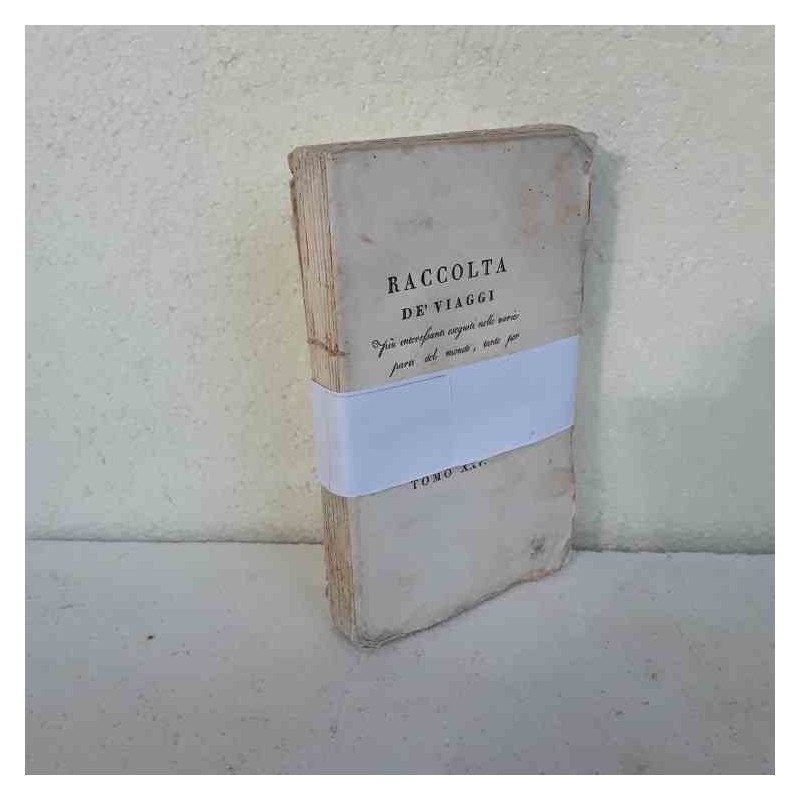 RACCOLTA
DE' VIAGGI
più interessanti eseguiti nelle varie
parti del mondo, tanto per
TOMO